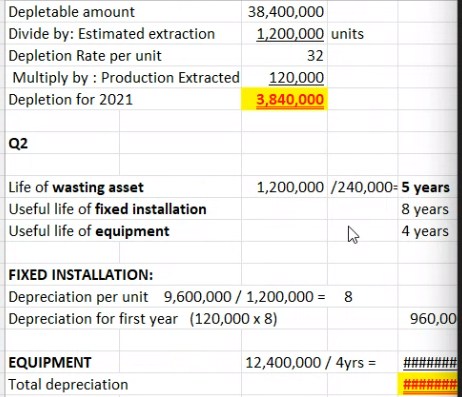 Depletable amount 38,400,000
Divide by: Estimated extraction 1,200,000 units
Depletion Rate per unit 32
Multiply by : Production Extracted 120,000
Depletion for 2021 3,840,000
Q2
Life of wasting asset 1,200,000 /240,000= 5 years
Useful life of fixed installation 8 years
Useful life of equipment 4 years
FIXED INSTALLATION:
Depreciation per unit 9,600,000 / 1,200,000 = 8
Depreciation for first year (120,000 x 8) 960,00
EQUIPMENT 12,400,000 / 4yrs = #######
Total depreciation #######